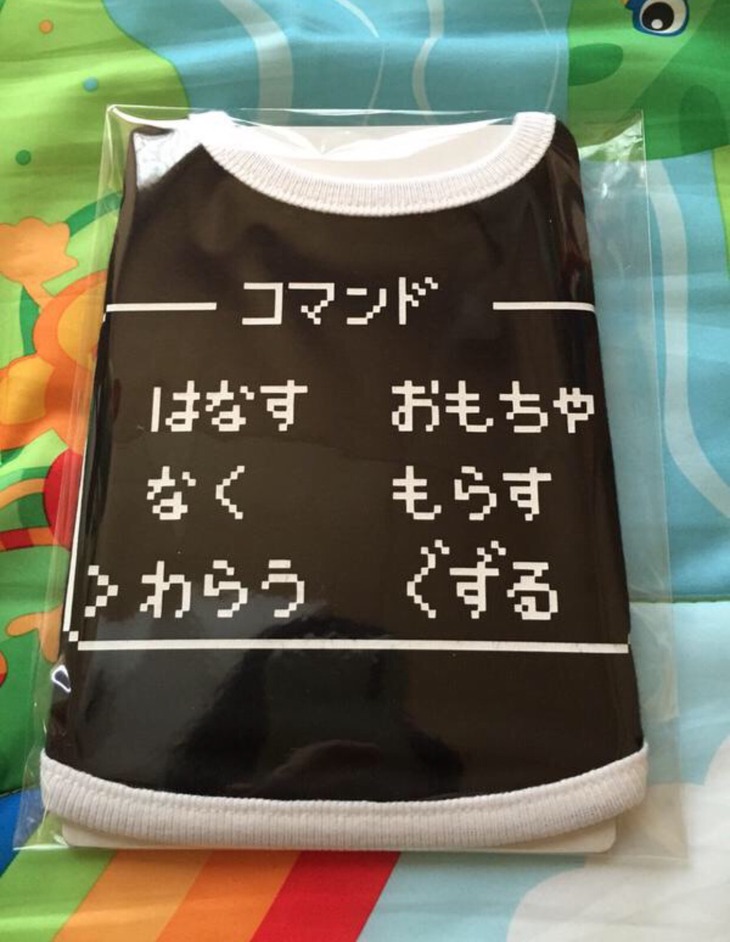 コマンド
はなす おもちゃ
なく もらす
>わらう ぐずる